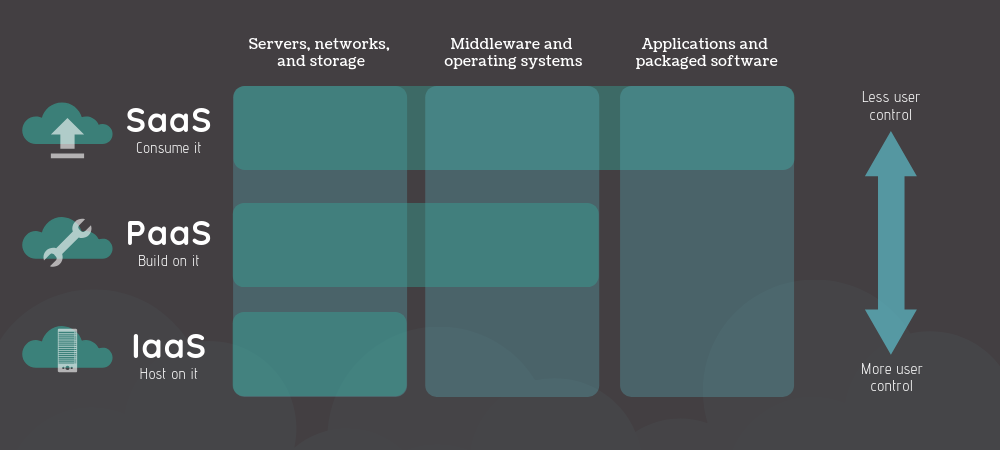 Servers, networks,
and storage
Middleware and
operating systems
Applications and
packaged software
SaaS
Consume it
Less user
control
PaaS
Build on it
IaaS
Host on it
More user
control